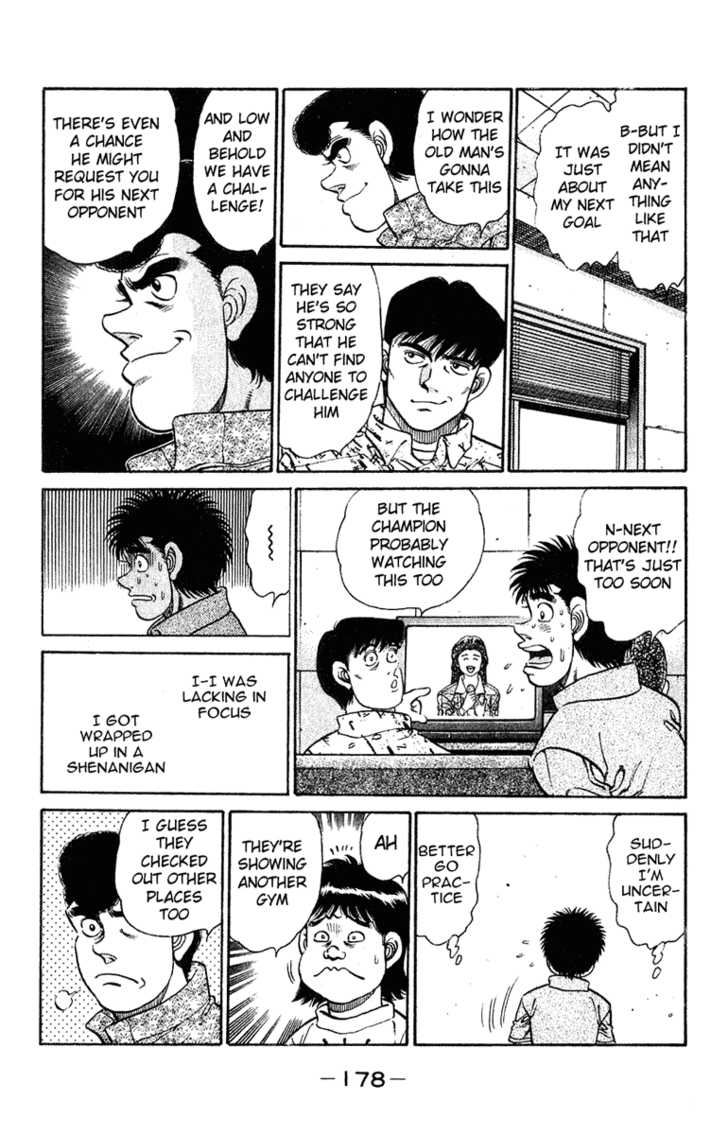 B-BUT I
DIDN'T
MEAN
ANY-
THING
LIKE
THAT
IT WAS
JUST
ABOUT
MY NEXT
GOAL
I WONDER
HOW THE
OLD MAN'S
GONNA
TAKE THIS
THEY SAY
HE'S SO
STRONG
THAT HE
CAN'T FIND
ANYONE TO
CHALLENGE
HIM
AND LOW
AND
BEHOLD
WE HAVE
A CHAL-
LENGE!
THERE'S EVEN
A CHANCE
HE MIGHT
REQUEST YOU
FOR HIS NEXT
OPPONENT
N-NEXT
OPPONENT!!
THAT'S JUST
TOO SOON
BUT THE
CHAMPION
PROBABLY
WATCHING
THIS TOO
I-I WAS
LACKING IN
FOCUS
I GOT
WRAPPED
UP IN A
SHENANIGAN
SUD-
DENLY
I'M
UNCER-
TAIN
BETTER
GO
PRAC-
TICE
AH
THEY'RE
SHOWING
ANOTHER
GYM
I GUESS
THEY
CHECKED
OUT OTHER
PLACES
TOO
-178-